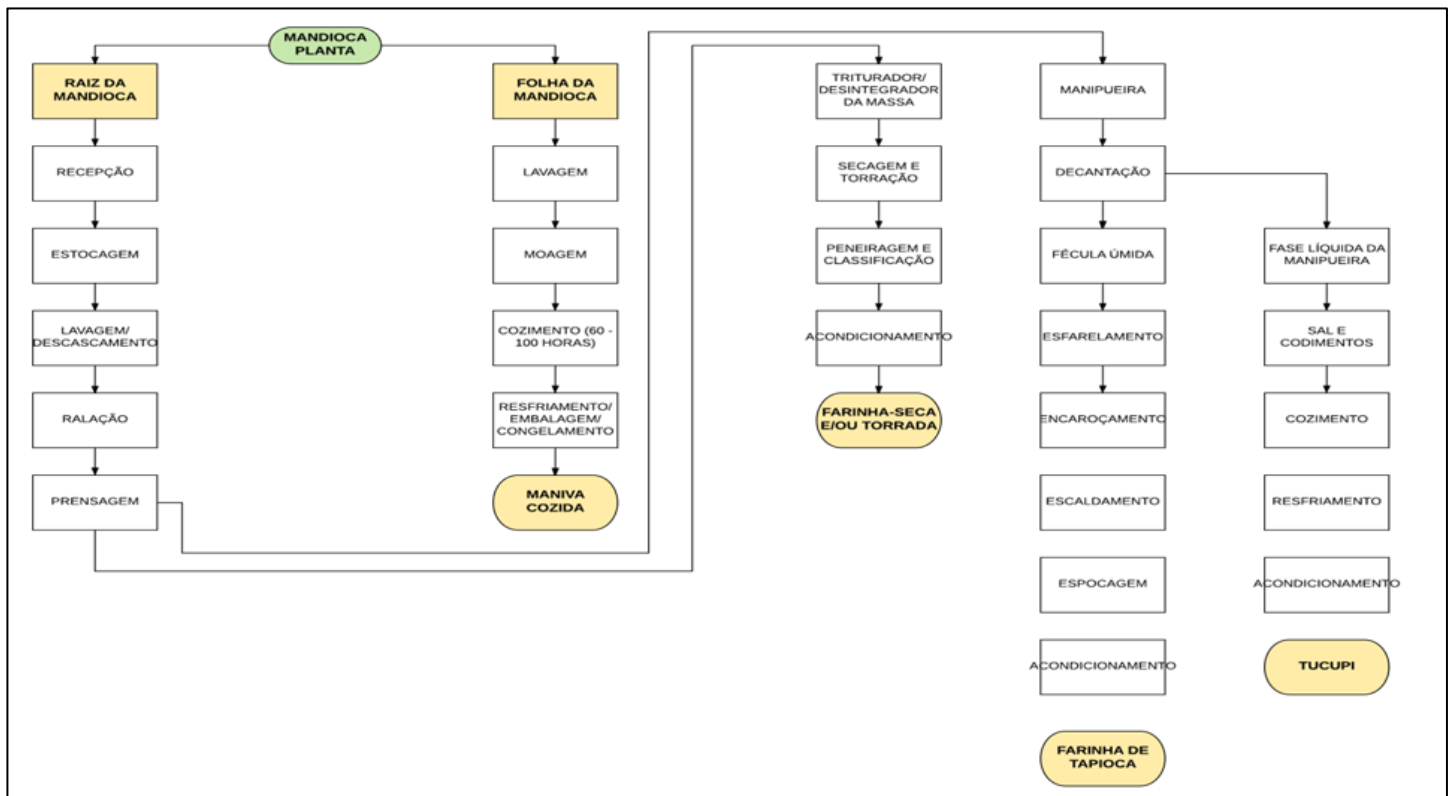 MANDIOCA
PLANTA
RAIZ DA
MANDIOCA
RECEPÇÃO
ESTOCAGEM
LAVAGEM/
DESCASCAMENTO
RALAÇÃO
PRENSAGEM
FOLHA DA
MANDIOCA
LAVAGEM
MOAGEM
COZIMENTO (60 -
100 HORAS)
RESFRIAMENTO/
EMBALAGEM/
CONGELAMENTO
MANIVA
COZIDA
TRITURADOR/
DESINTEGRADOR
DA MASSA
SECAGEM E
TORRAÇÃO
PENEIRAGEM E
CLASSIFICAÇÃO
ACONDICIONAMENTO
FARINHA-SECA
E/OU TORRADA
MANIPUEIRA
DECANTAÇÃO
FÉCULA ÚMIDA
ESFARELAMENTO
ENCAROÇAMENTO
ESCALDAMENTO
ESPOCAGEM
ACONDICIONAMENTO
FARINHA DE
TAPIOCA
FASE LÍQUIDA DA
MANIPUEIRA
SAL E
CODIMENTOS
COZIMENTO
RESFRIAMENTO
ACONDICIONAMENTO
TUCUPI